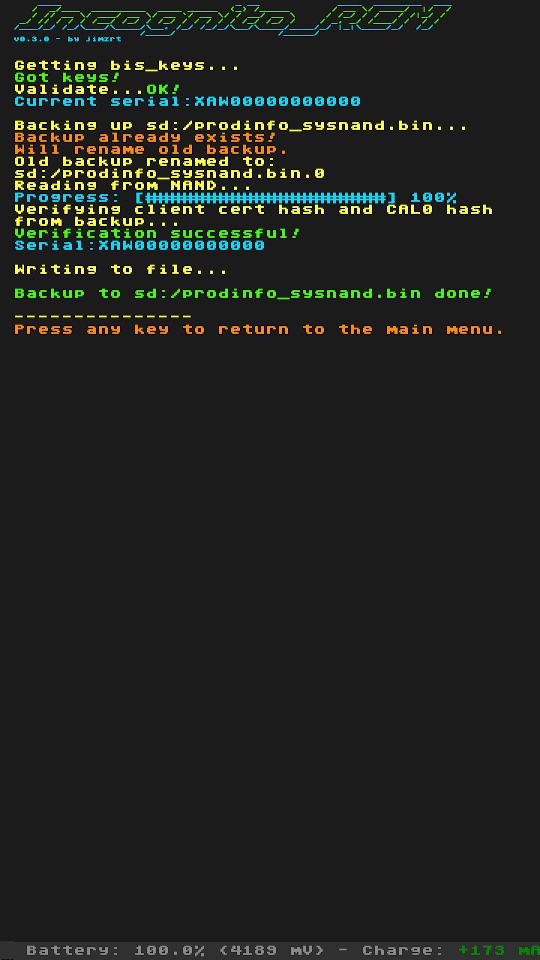 Incognito_RCM
v0.3.0 - by jimzrt
Getting bis_keys...
Got keys!
Validate...OK!
Current serial:XAW00000000000
Backing up sd:/prodinfo_sysnand.bin...
Backup already exists!
Will rename old backup.
Old backup renamed to:
sd:/prodinfo_sysnand.bin.0
Reading from NAND...
Progress: [##############################] 100%
Verifying client cert hash and CAL0 hash
from backup...
Verification successful!
Serial:XAW00000000000
Writing to file...
Backup to sd:/prodinfo_sysnand.bin done!
---------------
Press any key to return to the main menu.
Battery: 100.0% (4189 mV) - Charge: +173 mA